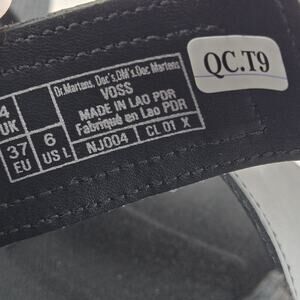 Dr.Martens, Doc's,DM's.Doc Martens
VOSS
MADE IN LAO PDR
Fabriqué en Lao PDR
4
UK
37
EU
6
US L
NJ004
CL 01 X
QC.T9